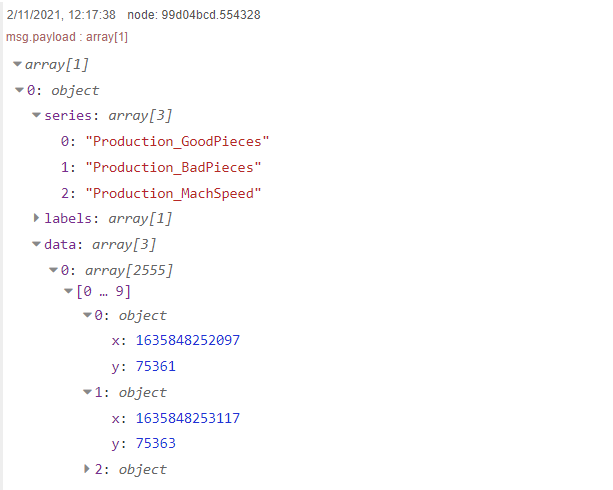 2/11/2021, 12:17:38 node: 99d04bcd.554328
msg.payload : array[1]
array[1]
0: object
series: array[3]
0: "Production_GoodPieces"
1: "Production_BadPieces"
2: "Production_MachSpeed"
labels: array[1]
data: array[3]
0: array[2555]
[0 … 9]
0: object
x: 1635848252097
y: 75361
1: object
x: 1635848253117
y: 75363
2: object